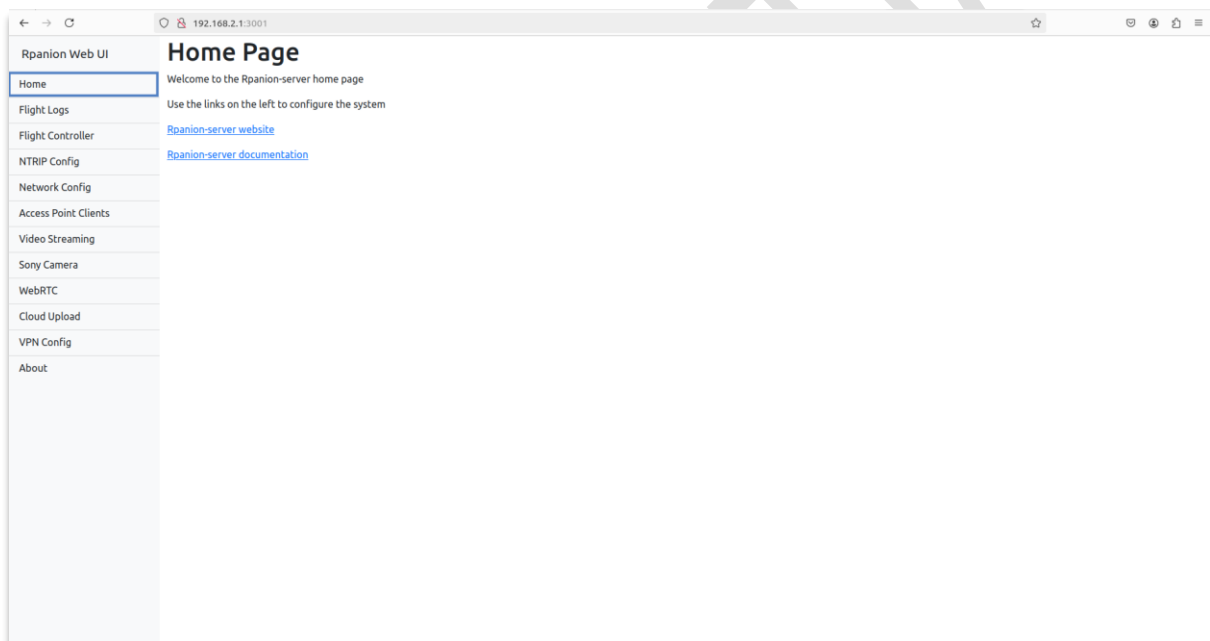 192.168.2.1:3001
Rpanion Web UI
Home
Flight Logs
Flight Controller
NTRIP Config
Network Config
Access Point Clients
Video Streaming
Sony Camera
WebRTC
Cloud Upload
VPN Config
About
Home Page
Welcome to the Rpanion-server home page
Use the links on the left to configure the system
Rpanion-server website
Rpanion-server documentation